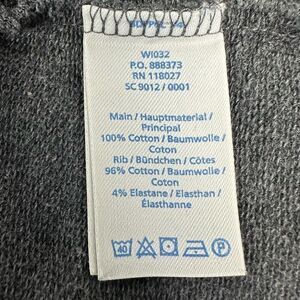 WI032
P.O. 888373
RN 118027
SC 9012 / 0001
Main / Hauptmaterial /
Principal
100% Cotton / Baumwolle /
Coton
Rib / Bündchen / Côtes
96% Cotton / Baumwolle /
Coton
4% Elastane / Elasthan /
Élasthanne
40 P